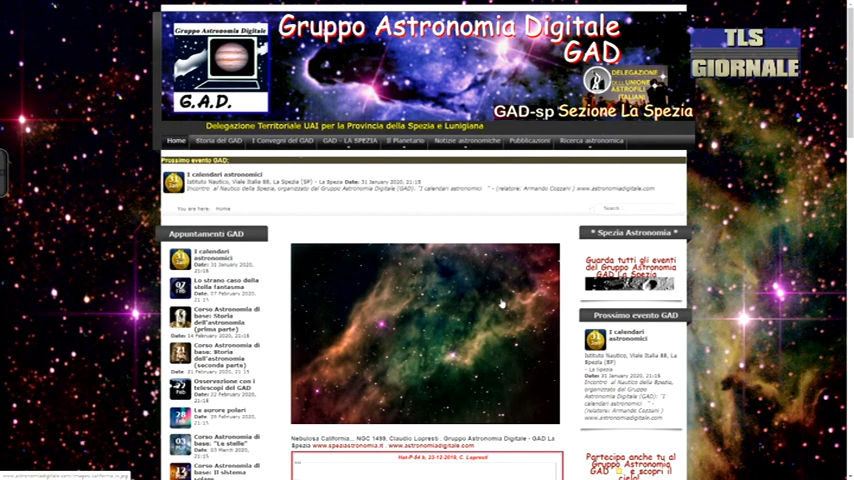 Gruppo Astronomia Digitale
GAD
Gruppo Astronomia Digitale
G.A.D.
DELEGAZIONE
DELL'UNIONE
ASTROFILI
ITALIANI
GAD-sp Sezione La Spezia
TLS
GIORNALE
Delegazione Territoriale UAI per la Provincia della Spezia e Lunigiana
Home Storia del GAD I Convegni del GAD GAD - LA SPEZIA Il Planetario Notizie astronomiche Pubblicazioni Ricerca astronomica
Prossimo evento GAD:
I calendari astronomici
Istituto Nautico, Viale Italia 88, La Spezia (SP) - La Spezia Date: 31 January 2020, 21:15
Incontro al Nautico della Spezia, organizzato dal Gruppo Astronomia Digitale (GAD): "I calendari astronomici " - (relatore: Armando Cozzani ) www.astronomiadigitale.com
You are here: Home
Search...
Appuntamenti GAD
I calendari
astronomici
Date: 31 January 2020,
21:15
Lo strano caso della
stella fantasma
Date: 07 February 2020,
21:15
Corso Astronomia di
base: Storia
dell'astronomia
(prima parte)
Date: 14 February 2020, 21:15
Corso Astronomia di
base: Storia
dell'astronomia
(seconda parte)
Date: 21 February 2020, 21:15
Osservazione con i
telescopi del GAD
Date: 22 February 2020,
21:15
Le aurore polari
Date: 28 February 2020,
21:15
Corso Astronomia di
base: "Le stelle"
Date: 03 March 2020,
21:15
Corso Astronomia di
base: Il sistema
solare
Nebulosa California... NGC 1499, Claudio Lopresti . Gruppo Astronomia Digitale - GAD La
Spezia www.speziastronomia.it . www.astronomiadigitale.com
Hat-P-54 b, 23-12-2019, C. Lopresti
* Spezia Astronomia *
Guarda tutti gli eventi
del Gruppo Astronomia
GAD La Spezia
Prossimo evento GAD
I calendari
astronomici
Istituto Nautico, Viale Italia 88, La
Spezia (SP)
- La Spezia
Date: 31 January 2020, 21:15
Incontro al Nautico della Spezia,
organizzato dal Gruppo
Astronomia Digitale (GAD): "I
calendari astronomici " -
(relatore: Armando Cozzani )
www.astronomiadigitale.com
Partecipa anche tu al
Gruppo Astronomia
GAD e scopri il
cielo!